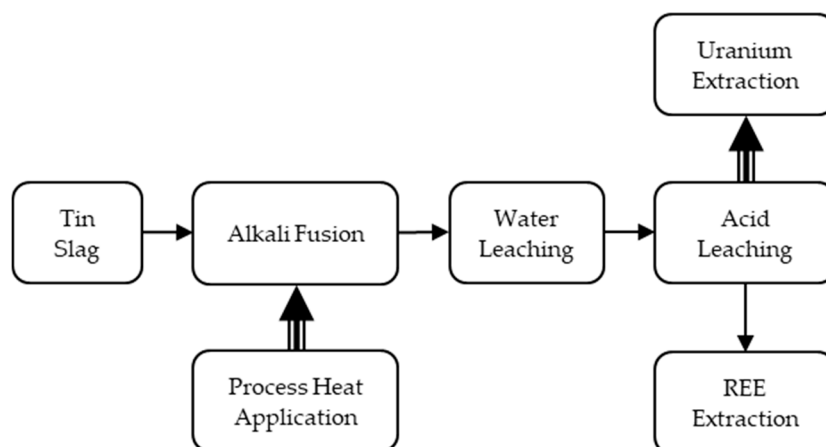 Uranium
Extraction
Tin
Slag
Alkali Fusion
Water
Leaching
Acid
Leaching
Process Heat
Application
REE
Extraction